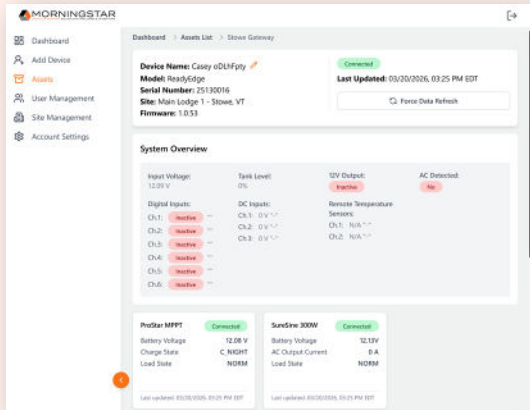 MORNINGSTAR
Dashboard
Add Device
Assets
User Management
Site Management
Account Settings
Dashboard > Assets List > Stowe Gateway
Device Name: Casey oDLhFpty
Model: ReadyEdge
Serial Number: 25130016
Site: Main Lodge 1 - Stowe, VT
Firmware: 1.0.53
Connected
Last Updated: 03/20/2026, 03:25 PM EDT
Force Data Refresh
System Overview
Input Voltage:
12.09 V
Tank Level:
0%
12V Output:
Inactive
AC Detected:
No
Digital Inputs:
Ch.1: Inactive
Ch.2: Inactive
Ch.3: Inactive
Ch.4: Inactive
Ch.5: Inactive
Ch.6: Inactive
DC Inputs:
Ch.1: 0 V
Ch.2: 0 V
Ch.3: 0 V
Remote Temperature
Sensors:
Ch.1: N/A
Ch.2: N/A
ProStar MPPT Connected
Battery Voltage 12.08 V
Charge State C_NIGHT
Load State NORM
Last updated: 03/20/2026, 03:25 PM EDT
SureSine 300W Connected
Battery Voltage 12.13V
AC Output Current 0 A
Load State NORM
Last updated: 03/20/2026, 03:25 PM EDT